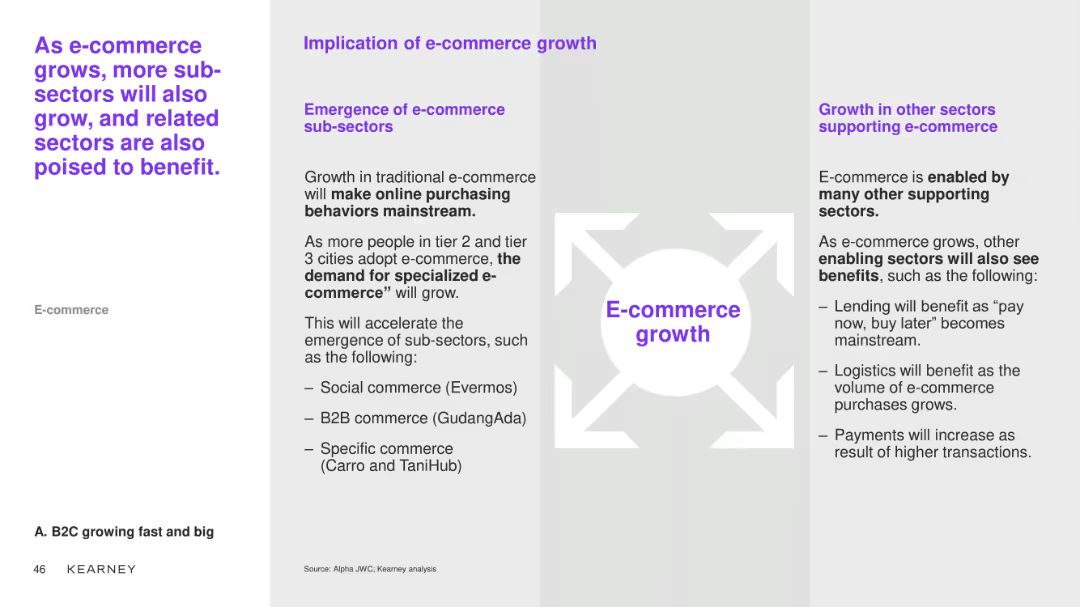 As e-commerce
grows, more sub-
sectors will also
grow, and related
sectors are also
poised to benefit.
E-commerce
A. B2C growing fast and big
46 KEARNEY
Implication of e-commerce growth
Emergence of e-commerce
sub-sectors
Growth in traditional e-commerce
will make online purchasing
behaviors mainstream.
As more people in tier 2 and tier
3 cities adopt e-commerce, the
demand for specialized e-
commerce” will grow.
This will accelerate the
emergence of sub-sectors, such
as the following:
– Social commerce (Evermos)
– B2B commerce (GudangAda)
– Specific commerce
(Carro and TaniHub)
Source: Alpha JWC; Kearney analysis
E-commerce
growth
Growth in other sectors
supporting e-commerce
E-commerce is enabled by
many other supporting
sectors.
As e-commerce grows, other
enabling sectors will also see
benefits, such as the following:
– Lending will benefit as “pay
now, buy later” becomes
mainstream.
– Logistics will benefit as the
volume of e-commerce
purchases grows.
– Payments will increase as
result of higher transactions.